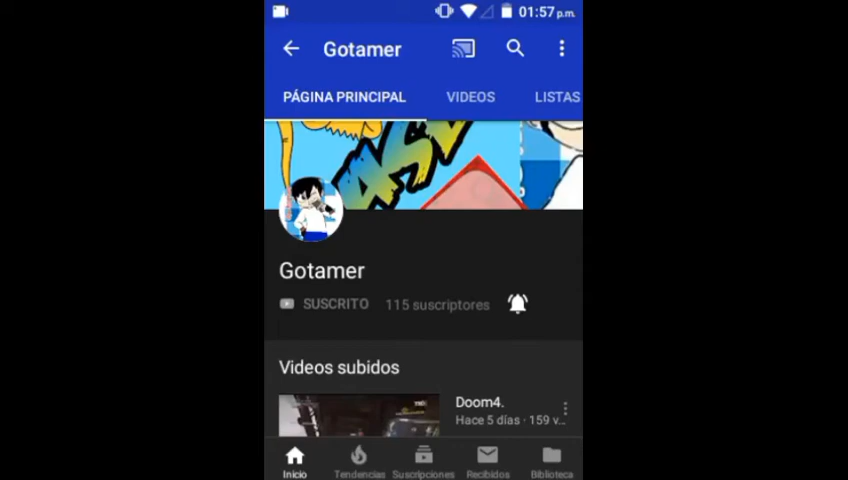 01:57 p.m.
Gotamer
PÁGINA PRINCIPAL VIDEOS LISTAS
Gotamer
SUSCRITO 115 suscriptores
Videos subidos
Doom4.
Hace 5 días · 159 v...
Inicio Tendencias Suscripciones Recibidos Biblioteca